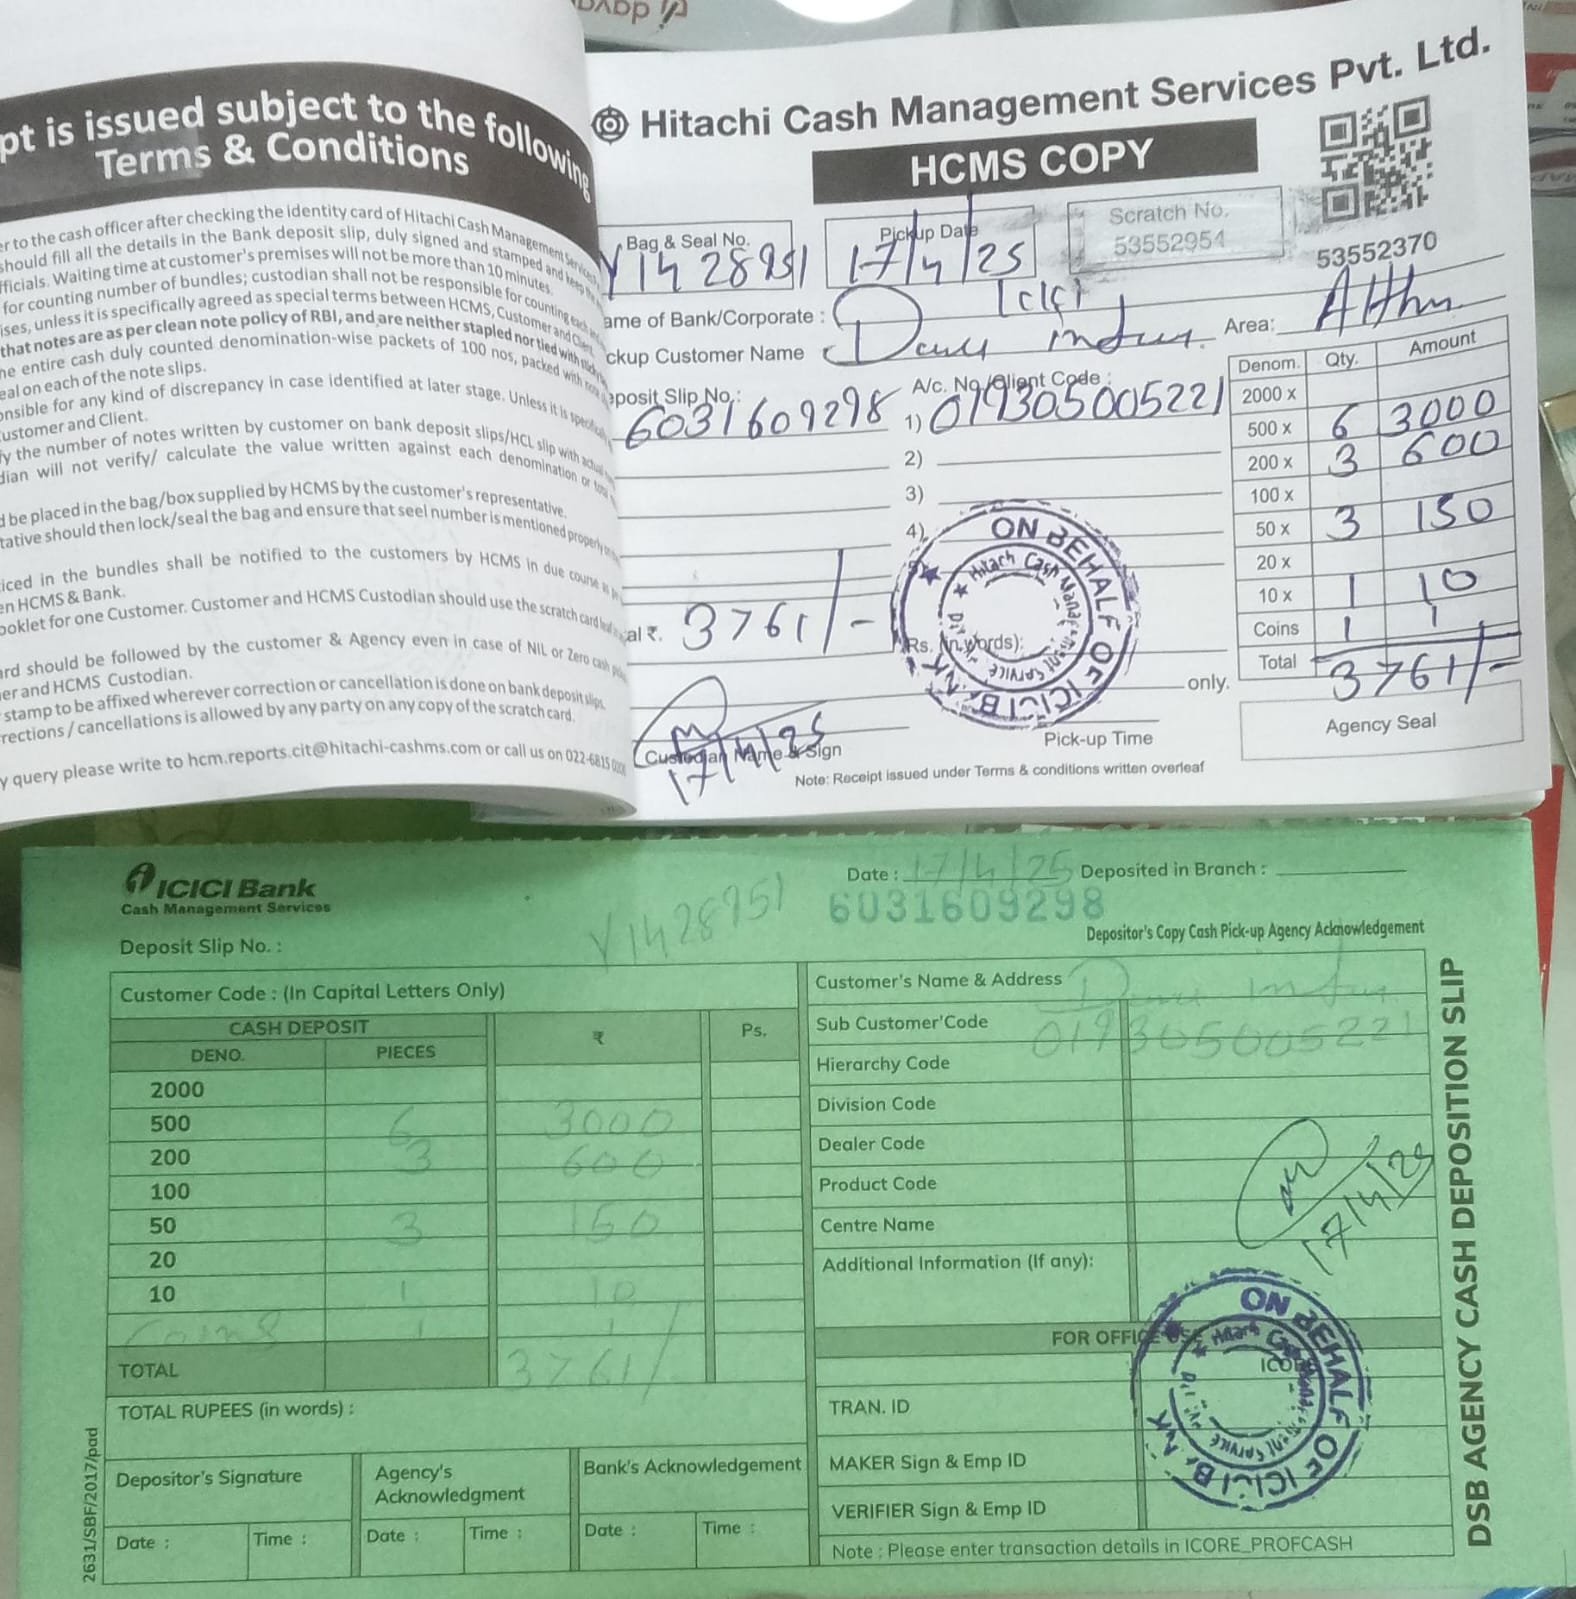 pt is issued subject to the following
Terms & Conditions
er to the cash officer after checking the identity card of Hitachi Cash Management Services
should fill all the details in the Bank deposit slip, duly signed and stamped and keep the
fficials. Waiting time at customer's premises will not be more than 10 minutes.
for counting number of bundles; custodian shall not be responsible for counting each
ises, unless it is specifically agreed as special terms between HCMS, Customer and Client.
that notes are as per clean note policy of RBI, and are neither stapled nor tied with
he entire cash duly counted denomination-wise packets of 100 nos, packed with
eal on each of the note slips.
onsible for any kind of discrepancy in case identified at later stage. Unless it is
ustomer and Client.
y the number of notes written by customer on bank deposit slips/HCL slip with actual
dian will not verify/ calculate the value written against each denomination or
d be placed in the bag/box supplied by HCMS by the customer's representative.
tative should then lock/seal the bag and ensure that seel number is mentioned properly
iced in the bundles shall be notified to the customers by HCMS in due course
en HCMS & Bank.
ooklet for one Customer. Customer and HCMS Custodian should use the scratch card
ard should be followed by the customer & Agency even in case of NIL or Zero cash
er and HCMS Custodian.
stamp to be affixed wherever correction or cancellation is done on bank deposit slips.
rections / cancellations is allowed by any party on any copy of the scratch card.
y query please write to hcm.reports.cit@hitachi-cashms.com or call us on 022-6815
Hitachi Cash Management Services Pvt. Ltd.
HCMS COPY
Bag & Seal No. Pickup Date Scratch No.
Y1428951 17/4/25 53552954 53552370
ame of Bank/Corporate : ICICI Area:
ckup Customer Name
eposit Slip No.: A/c. No./Client Code :
6031609298 1) 019305005221
2)
3)
4)
Denom. Qty. Amount
2000 x
500 x 6 3000
200 x 3 600
100 x
50 x 3 150
20 x
10 x 1 10
Coins 1 1
Total 3761/-
al ₹. 3761/- Rs. (in words):
only.
ON BEHALF OF ICICI BANK
Hitachi Cash Management Service
Custodian Name & Sign
17/4/25
Pick-up Time
Agency Seal
Note: Receipt issued under Terms & conditions written overleaf
ICICI Bank
Cash Management Services
Date : 17/4/25 Deposited in Branch :
Y1428951 6031609298
Deposit Slip No. :
Depositor's Copy Cash Pick-up Agency Acknowledgement
Customer Code : (In Capital Letters Only)
CASH DEPOSIT ₹ Ps.
DENO. PIECES
2000
500 6 3000
200 3 600
100
50 3 150
20
10 1 10
Coins 1 1
TOTAL 3761/
TOTAL RUPEES (in words) :
Depositor's Signature
Agency's
Acknowledgment
Bank's Acknowledgement
Date : Time : Date : Time : Date : Time :
Customer's Name & Address
Sub Customer'Code 019305005221
Hierarchy Code
Division Code
Dealer Code
Product Code
Centre Name
Additional Information (If any):
17/4/25
FOR OFFICE USE
TRAN. ID
MAKER Sign & Emp ID
VERIFIER Sign & Emp ID
Note : Please enter transaction details in ICORE_PROFCASH
ON BEHALF OF ICICI BANK
DSB AGENCY CASH DEPOSITION SLIP
2631/SBF/2017/pad